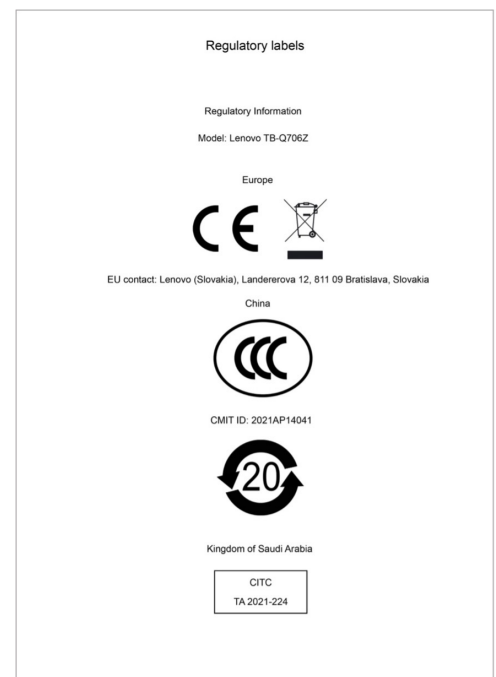 Regulatory labels
Regulatory Information
Model: Lenovo TB-Q706Z
Europe
CE
EU contact: Lenovo (Slovakia), Landererova 12, 811 09 Bratislava, Slovakia
China
CCC
CMIT ID: 2021AP14041
20
Kingdom of Saudi Arabia
CITC
TA 2021-224